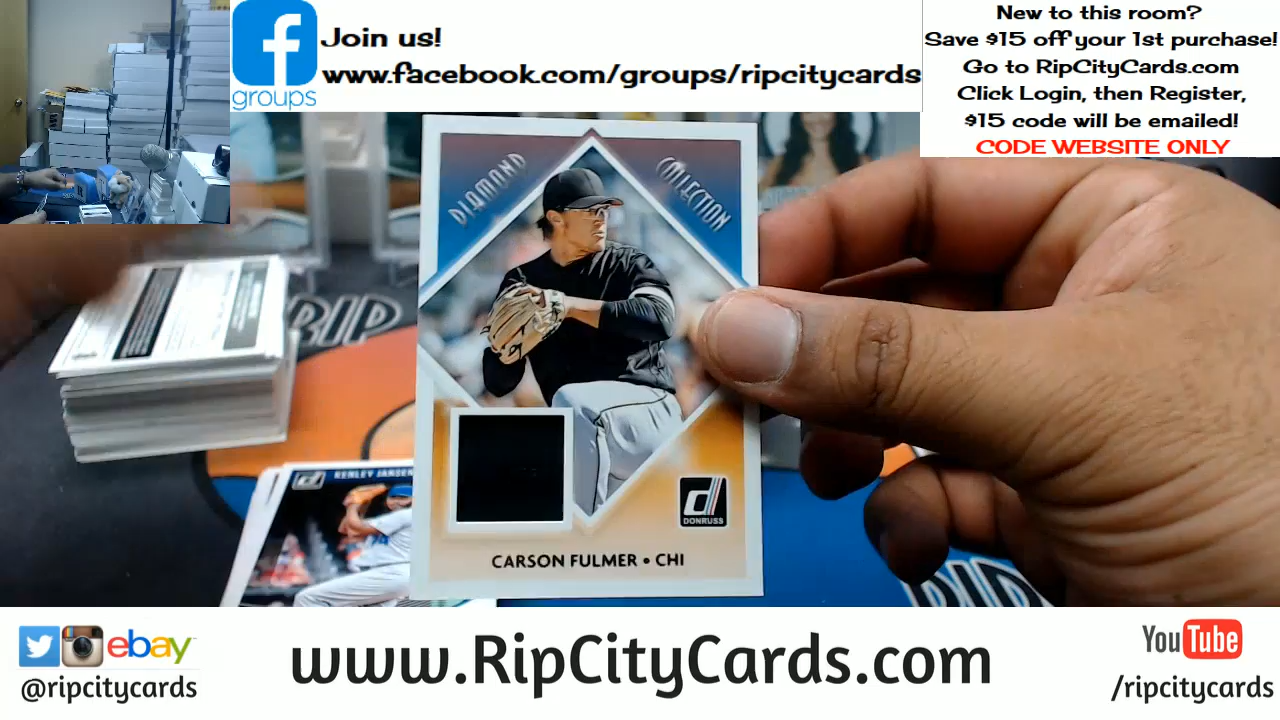 Join us!
www.facebook.com/groups/ripcitycards
groups
New to this room?
Save $15 off your 1st purchase!
Go to RipCityCards.com
Click Login, then Register,
$15 code will be emailed!
CODE WEBSITE ONLY
DIAMOND COLLECTION
RIP
KENLEY JANSEN
DONRUSS
CARSON FULMER • CHI
RIP
ebay
@ripcitycards
www.RipCityCards.com
YouTube
/ripcitycards